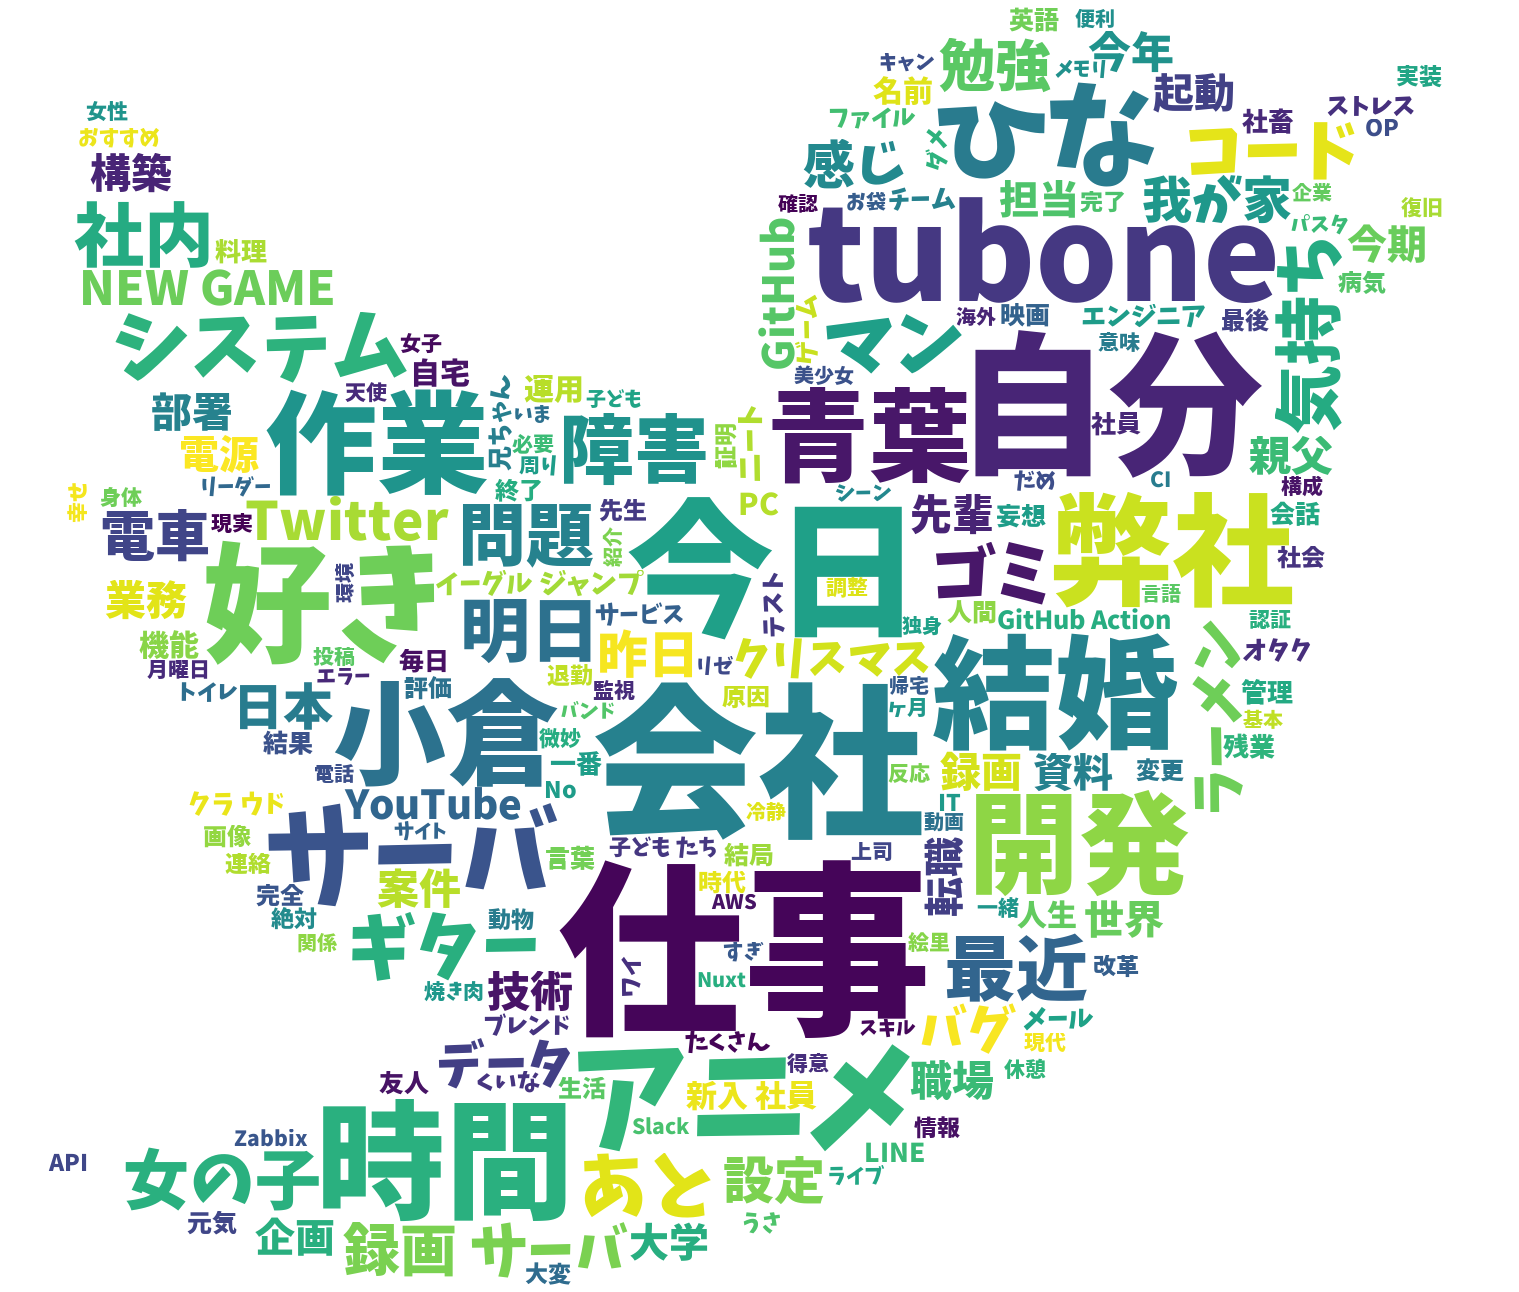 英語
便利
今年
勉強
キャン
メモリ
名前
起動
実装
ストレス
OP
女性
おすすめ
構築
ファイル
ダメ
ひな
社畜
コード
感じ
担当
完了
我が家
企業
確認
お袋
チーム
tubone
復旧
パスタ
今期
社内
料理
NEW GAME
GitHub
気持ち
病気
システム
ゲーム
マン
海外
映画
エンジニア
最後
女子
自宅
意味
天使
運用
子ども
美少女
自分
部署
作業
兄ちゃん
いま
障害
証明
ニート
青葉
社員
電源
必要
周り
親父
リーダー
終了
PC
シーン
だめ
CI
構成
幸せ
身体
電車
現実
Twitter
問題
先生
今日
先輩
妄想
弊社
会話
紹介
ゴミ
社会
環境
イーグル ジャンプ
テスト
調整
業務
好き
明日
サービス
人間
言語
GitHub Action
認証
独身
機能
昨日
リゼ
クリスマス
ラーメン
オタク
月曜日
投稿
エラー
毎日
退勤
監視
原因
帰宅
結婚
トイレ
日本
評価
小倉
バンド
会社
ヶ月
管理
基本
結果
微妙
残業
電話
一番
反応
録画
資料
変更
No
クラウド
サーバ
YouTube
冷静
IT
開発
画像
サイト
動画
連絡
言葉
子ども たち
結局
上司
転職
完全
案件
時代
仕事
AWS
絶対
動物
一緒
人生
世界
関係
ギター
すぎ
絵里
最近
改革
焼き肉
技術
ワイ
Nuxt
ブレンド
スキル
バグ
メール
データ
たくさん
現代
友人
くいな
生活
アニメ
得意
職場
休憩
新入 社員
時間
Slack
情報
Zabbix
LINE
API
女の子
あと
設定
ライブ
元気
企画
録画 サーバ
大学
うさ
大変